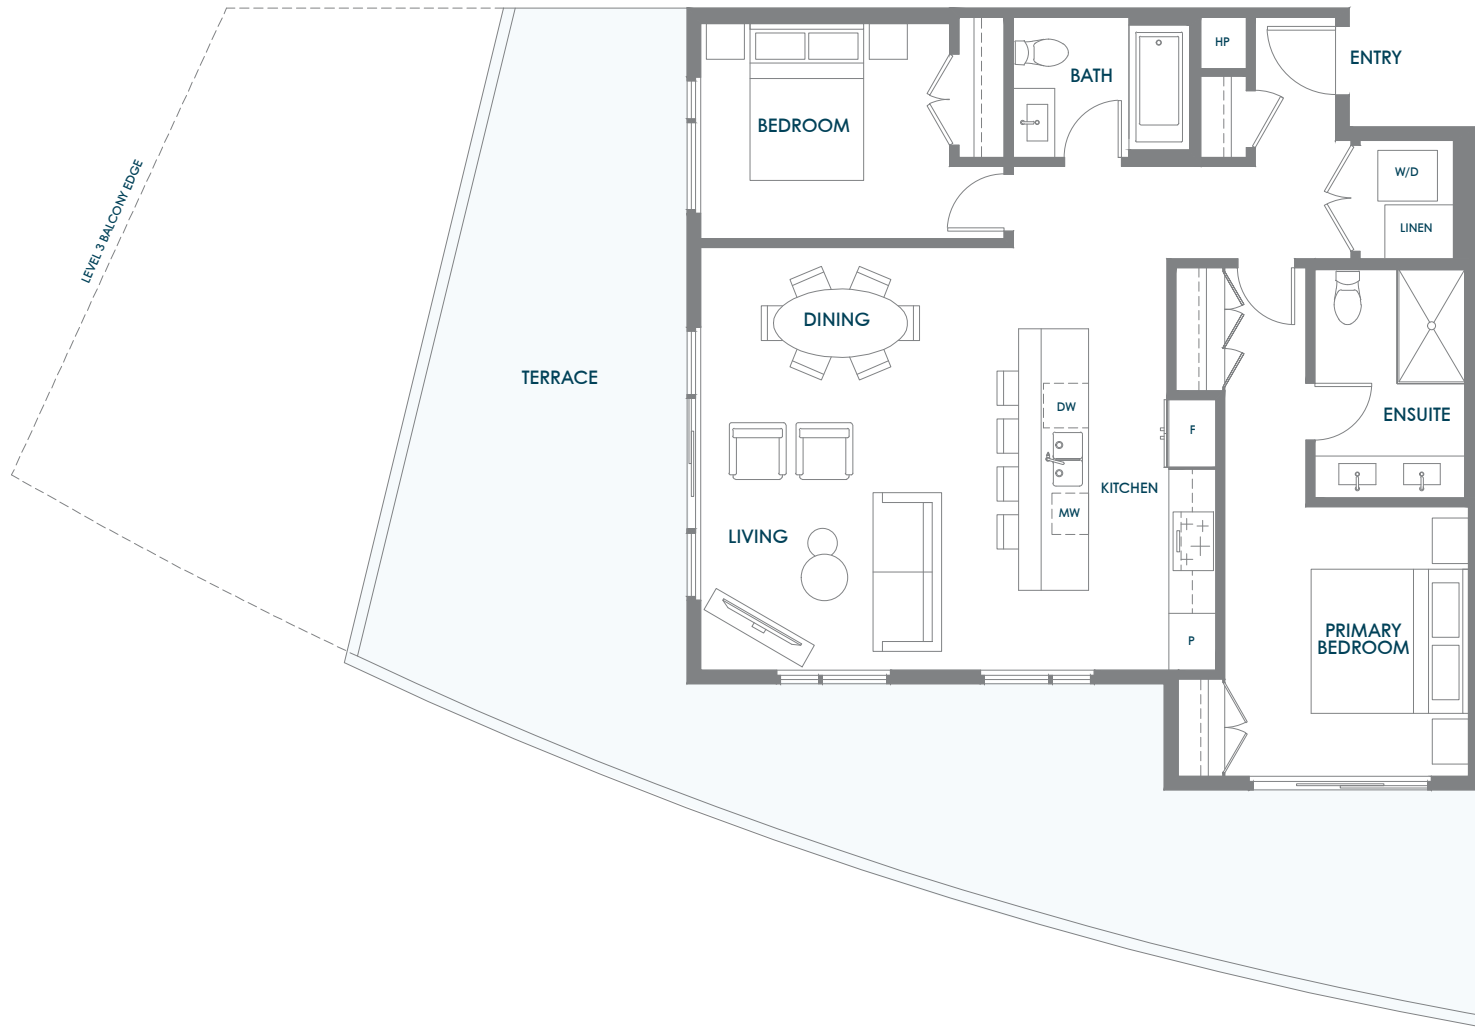 HP
ENTRY
BATH
BEDROOM
W/D
LINEN
LEVEL 3 BALCONY EDGE
DINING
TERRACE
DW
F
ENSUITE
KITCHEN
MW
LIVING
P
PRIMARY
BEDROOM